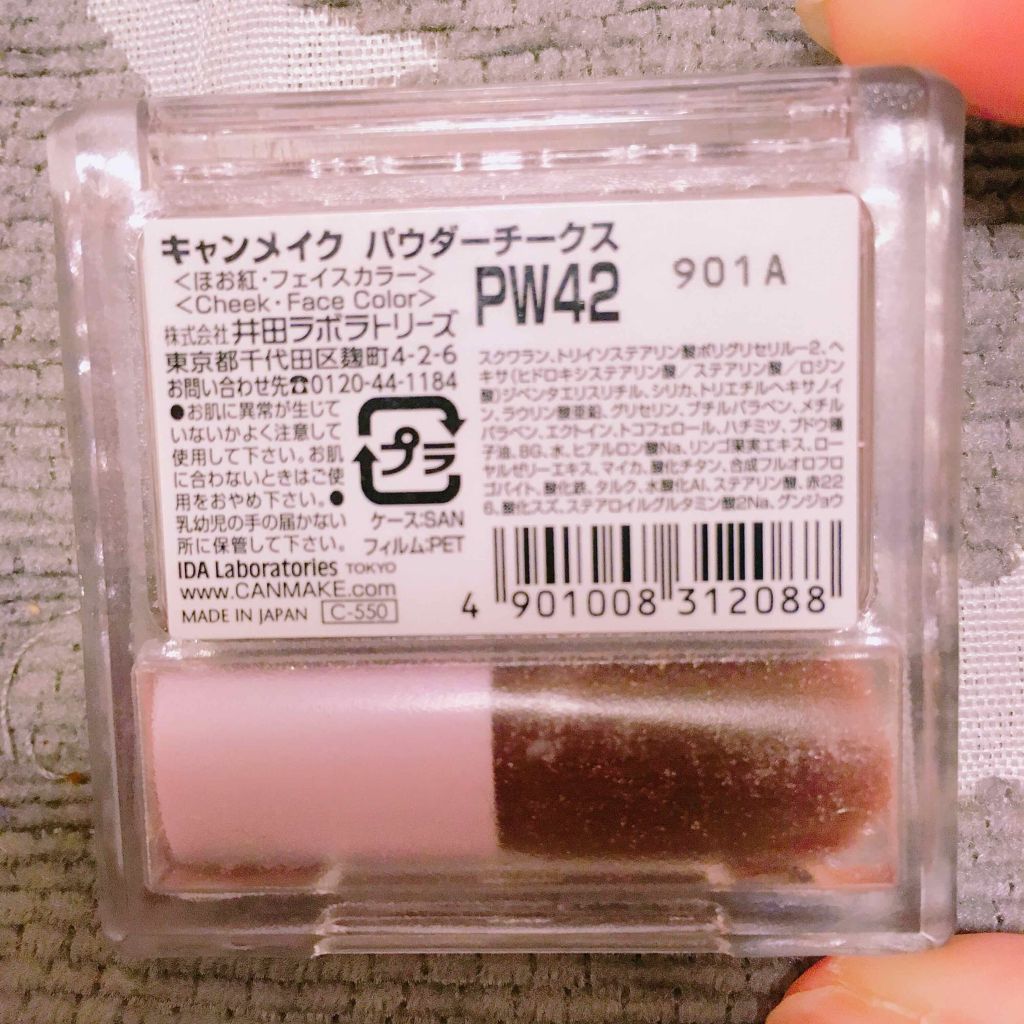 キャンメイク パウダーチークス
<ほお紅・フェイスカラー>
<Cheek・Face Color>
PW42
901A
株式会社 井田ラボラトリーズ
東京都千代田区麹町4-2-6
お問い合わせ先☎0120-44-1184
●お肌に異常が生じて
いないかよく注意して
使用して下さい。お肌
に合わないときはご使
用をおやめ下さい。●
乳幼児の手の届かない
所に保管して下さい。
プラ
ケース:SAN
フィルム:PET
IDA Laboratories TOKYO
www.CANMAKE.com
MADE IN JAPAN C-550
スクワラン、トリイソステアリン酸ポリグリセリル-2、ヘ
キサ(ヒドロキシステアリン酸/ステアリン酸/ロジン
酸)ジペンタエリスリチル、シリカ、トリエチルヘキサノイ
ン、ラウリン酸亜鉛、グリセリン、ブチルパラベン、メチル
パラベン、エクトイン、トコフェロール、ハチミツ、ブドウ種
子油、BG、水、ヒアルロン酸Na、リンゴ果実エキス、ロー
ヤルゼリーエキス、マイカ、酸化チタン、合成フルオロフロ
ゴパイト、酸化鉄、タルク、水酸化Al、ステアリン酸、赤22
6、酸化スズ、ステアロイルグルタミン酸2Na、グンジョウ
4 901008 312088